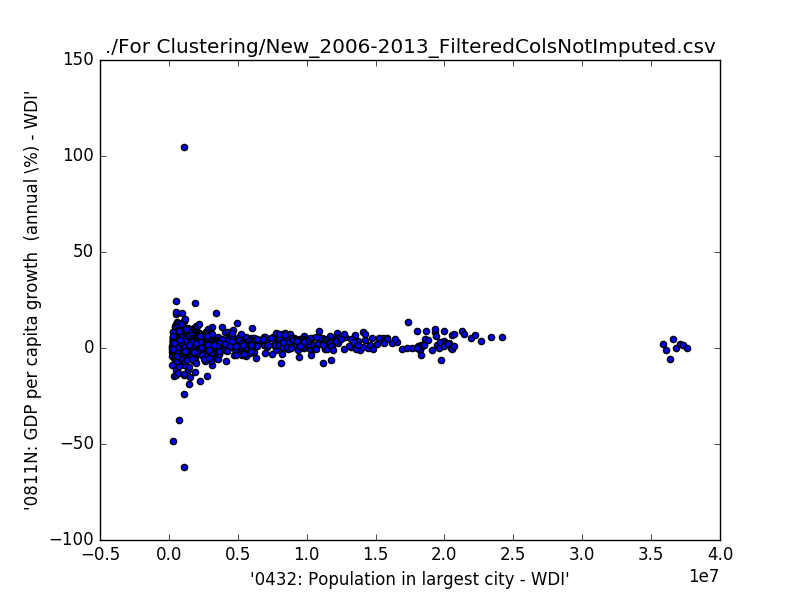 ./For Clustering/New_2006-2013_FilteredColsNotImputed.csv
150
100
50
0
−50
−100
'0811N: GDP per capita growth  (annual \%) - WDI'
−0.5 0.0 0.5 1.0 1.5 2.0 2.5 3.0 3.5 4.0
1e7
'0432: Population in largest city - WDI'